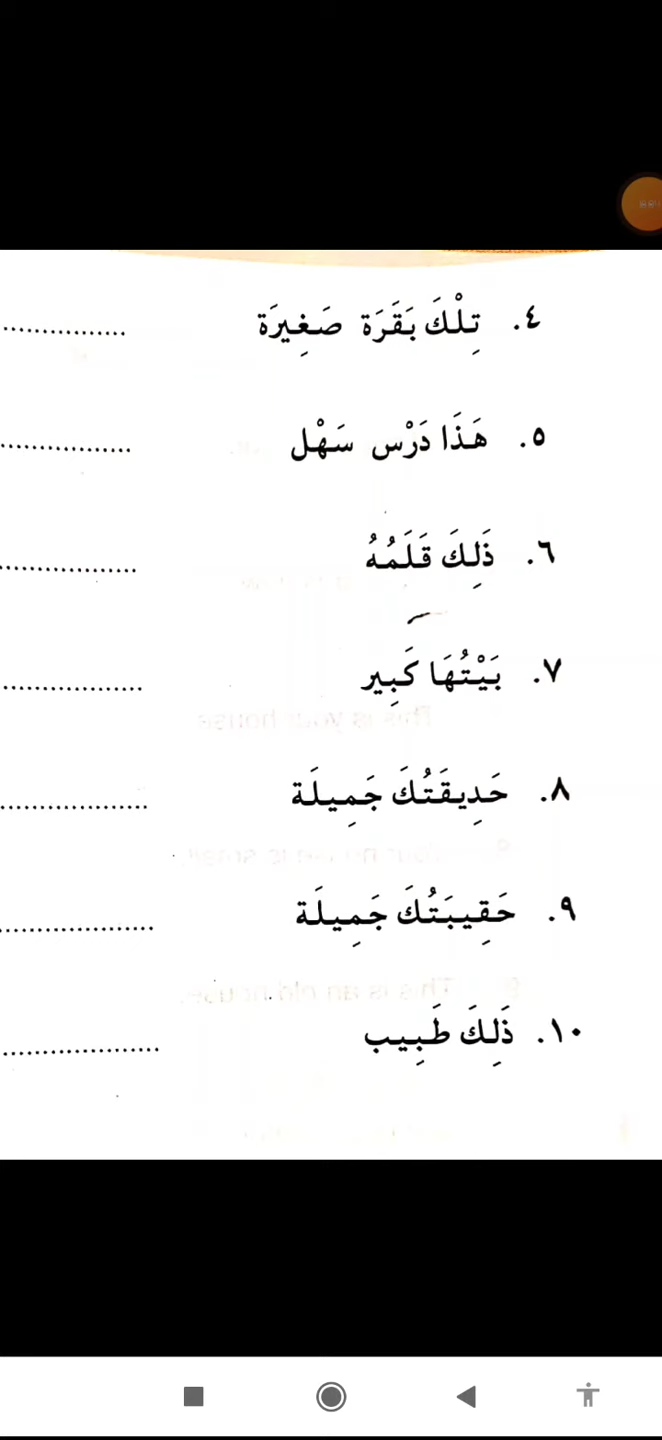 ٤. تِلْكَ بَقَرَة صَغِيرَة ................
٥. هَذَا دَرْس سَهْل .................
٦. ذَلِكَ قَلَمُهُ ..................
٧. بَيْتُهَا كَبِير ..................
٨. حَدِيقَتُكَ جَمِيلَة ...................
٩. حَقِيبَتُكَ جَمِيلَة ....................
١٠. ذَلِكَ طَبِيب ....................